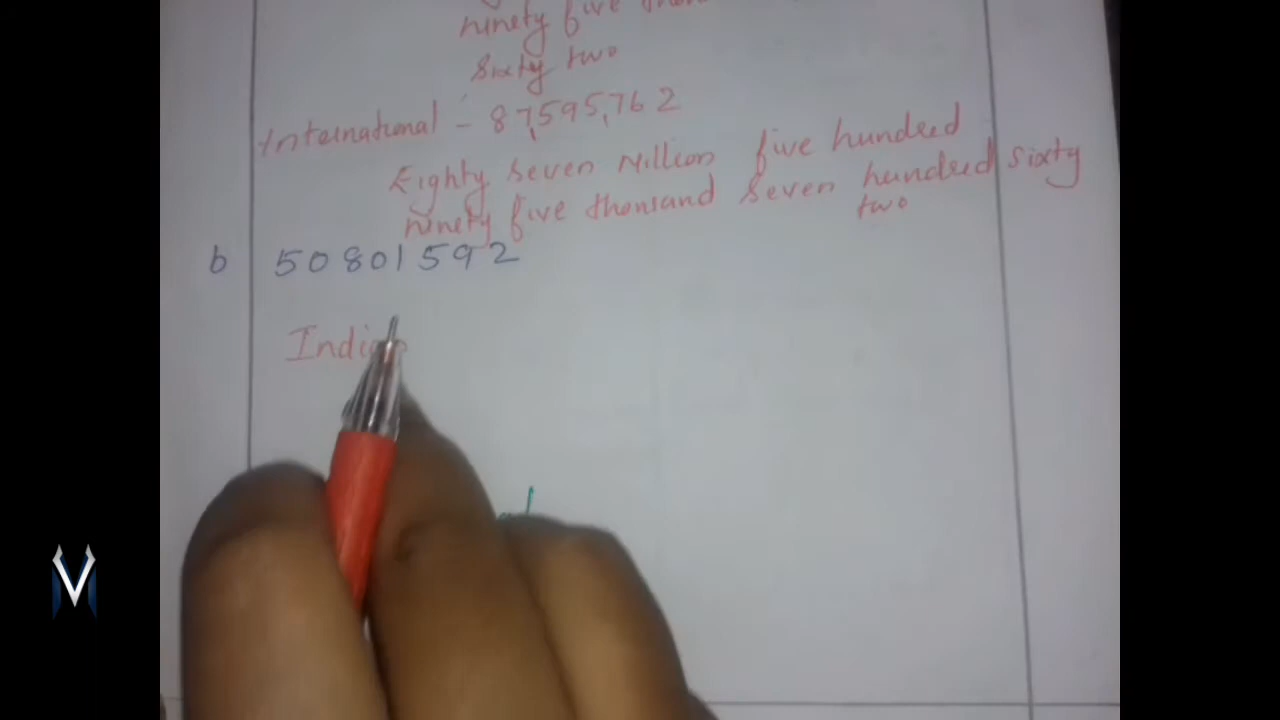 ninety five
Sixty two
International - 87,595,762
Eighty Seven Million five hundred
ninety five thousand seven hundred sixty
two
b 50801592
Indian